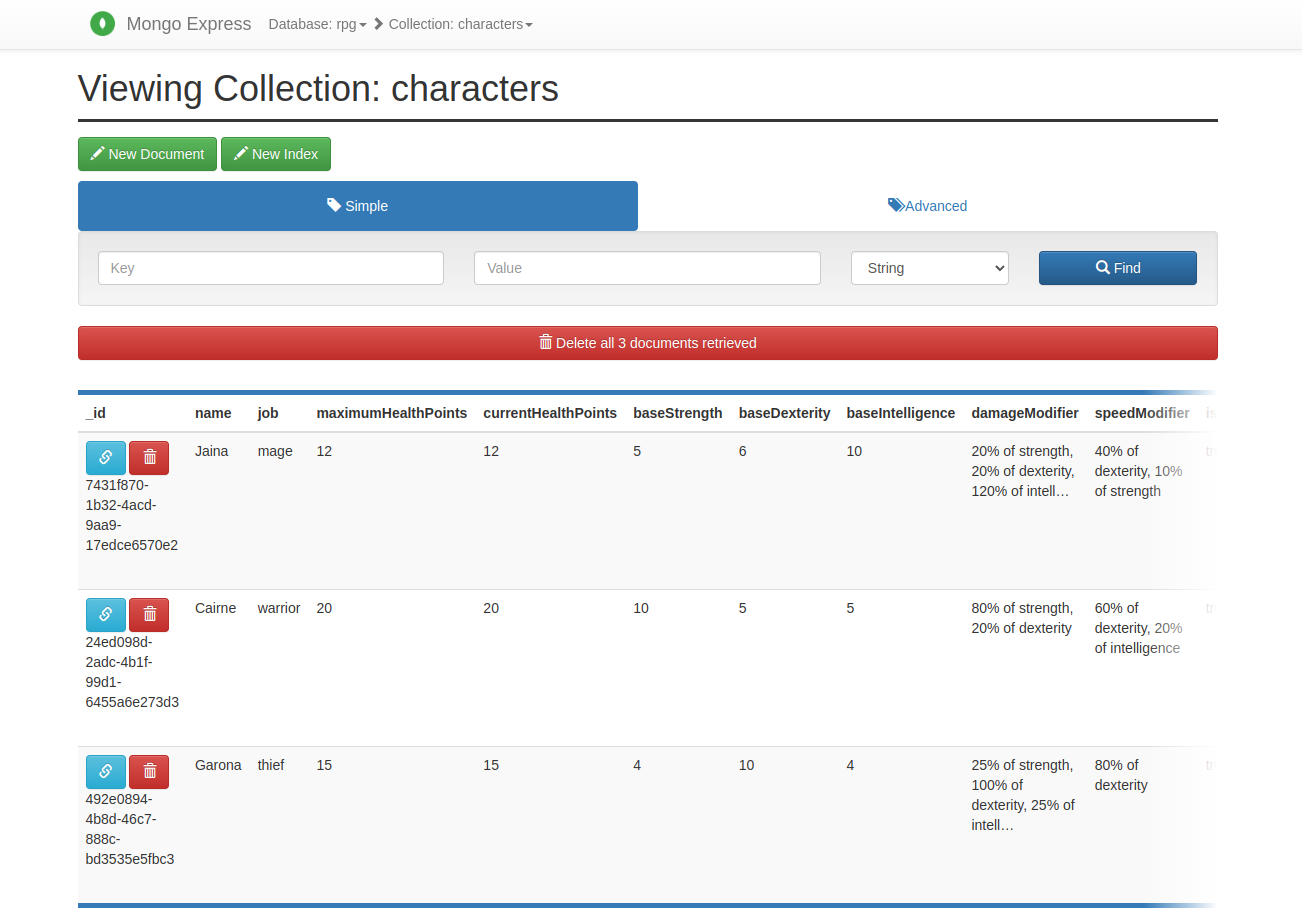 Mongo Express Database: rpg Collection: characters
Viewing Collection: characters
New Document New Index
Simple Advanced
Key Value String Find
Delete all 3 documents retrieved
_id name job maximumHealthPoints currentHealthPoints baseStrength baseDexterity baseIntelligence damageModifier speedModifier
Jaina mage 12 12 5 6 10 20% of strength, 40% of
20% of dexterity, dexterity, 10%
120% of intell… of strength
7431f870-
1b32-4acd-
9aa9-
17edce6570e2
Cairne warrior 20 20 10 5 5 80% of strength, 60% of
20% of dexterity dexterity, 20%
of intelligence
24ed098d-
2adc-4b1f-
99d1-
6455a6e273d3
Garona thief 15 15 4 10 4 25% of strength, 80% of
100% of dexterity
dexterity, 25% of
intell…
492e0894-
4b8d-46c7-
888c-
bd3535e5fbc3